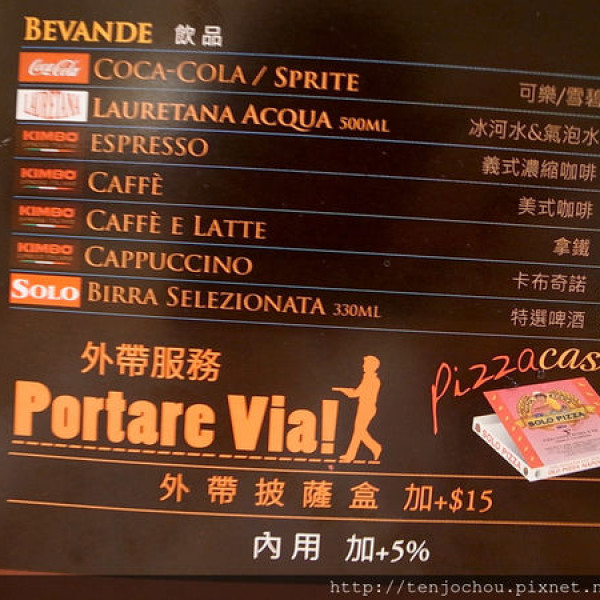 BEVANDE 飲品
Coca-Cola COCA-COLA / SPRITE 可樂/雪碧
LAURETANA LAURETANA ACQUA 500ML 冰河水&氣泡水
KIMBO ESPRESSO 義式濃縮咖啡
KIMBO CAFFÈ 美式咖啡
KIMBO CAFFÈ E LATTE 拿鐵
KIMBO CAPPUCCINO 卡布奇諾
SOLO BIRRA SELEZIONATA 330ML 特選啤酒
外帶服務
Portare Via!
pizzacas
SOLO PIZZA
SOLO PIZZA
外帶披薩盒 加+$15
內用 加+5%
http://tenjochou.pixnet.n